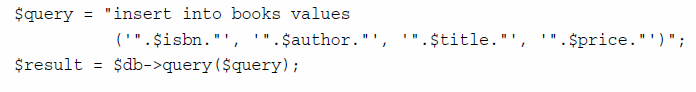 $query = "insert into books values
('".$isbn."', '".$author."', '".$title."', '".$price."')";
$result = $db->query($query);